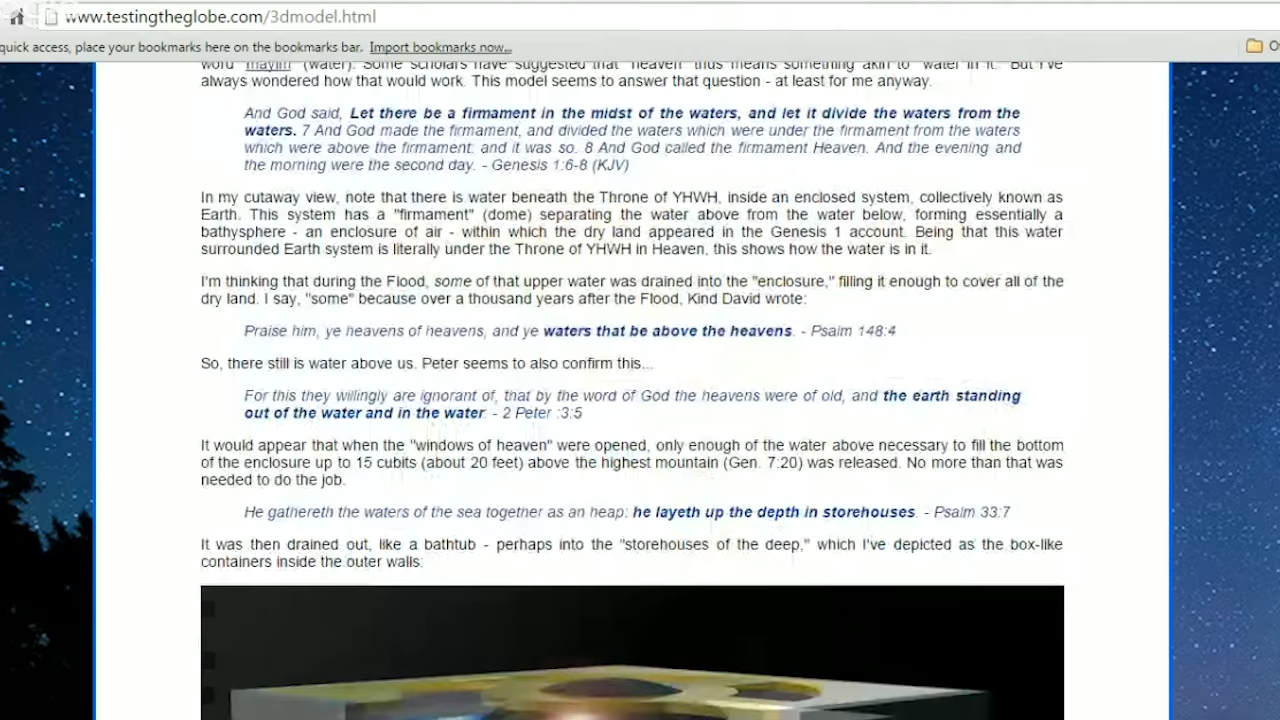 www.testingtheglobe.com/3dmodel.html
quick access, place your bookmarks here on the bookmarks bar. Import bookmarks now...
word "mayim" (water). Some scholars have suggested that "heaven" thus means something akin to "water in it." But I've
always wondered how that would work. This model seems to answer that question - at least for me anyway.
And God said, Let there be a firmament in the midst of the waters, and let it divide the waters from the
waters. 7 And God made the firmament, and divided the waters which were under the firmament from the waters
which were above the firmament: and it was so. 8 And God called the firmament Heaven. And the evening and
the morning were the second day. - Genesis 1:6-8 (KJV)
In my cutaway view, note that there is water beneath the Throne of YHWH, inside an enclosed system, collectively known as
Earth. This system has a "firmament" (dome) separating the water above from the water below, forming essentially a
bathysphere - an enclosure of air - within which the dry land appeared in the Genesis 1 account. Being that this water
surrounded Earth system is literally under the Throne of YHWH in Heaven, this shows how the water is in it.
I'm thinking that during the Flood, some of that upper water was drained into the "enclosure," filling it enough to cover all of the
dry land. I say, "some" because over a thousand years after the Flood, Kind David wrote:
Praise him, ye heavens of heavens, and ye waters that be above the heavens. - Psalm 148:4
So, there still is water above us. Peter seems to also confirm this...
For this they willingly are ignorant of, that by the word of God the heavens were of old, and the earth standing
out of the water and in the water: - 2 Peter :3:5
It would appear that when the "windows of heaven" were opened, only enough of the water above necessary to fill the bottom
of the enclosure up to 15 cubits (about 20 feet) above the highest mountain (Gen. 7:20) was released. No more than that was
needed to do the job.
He gathereth the waters of the sea together as an heap: he layeth up the depth in storehouses. - Psalm 33:7
It was then drained out, like a bathtub - perhaps into the "storehouses of the deep," which I've depicted as the box-like
containers inside the outer walls: